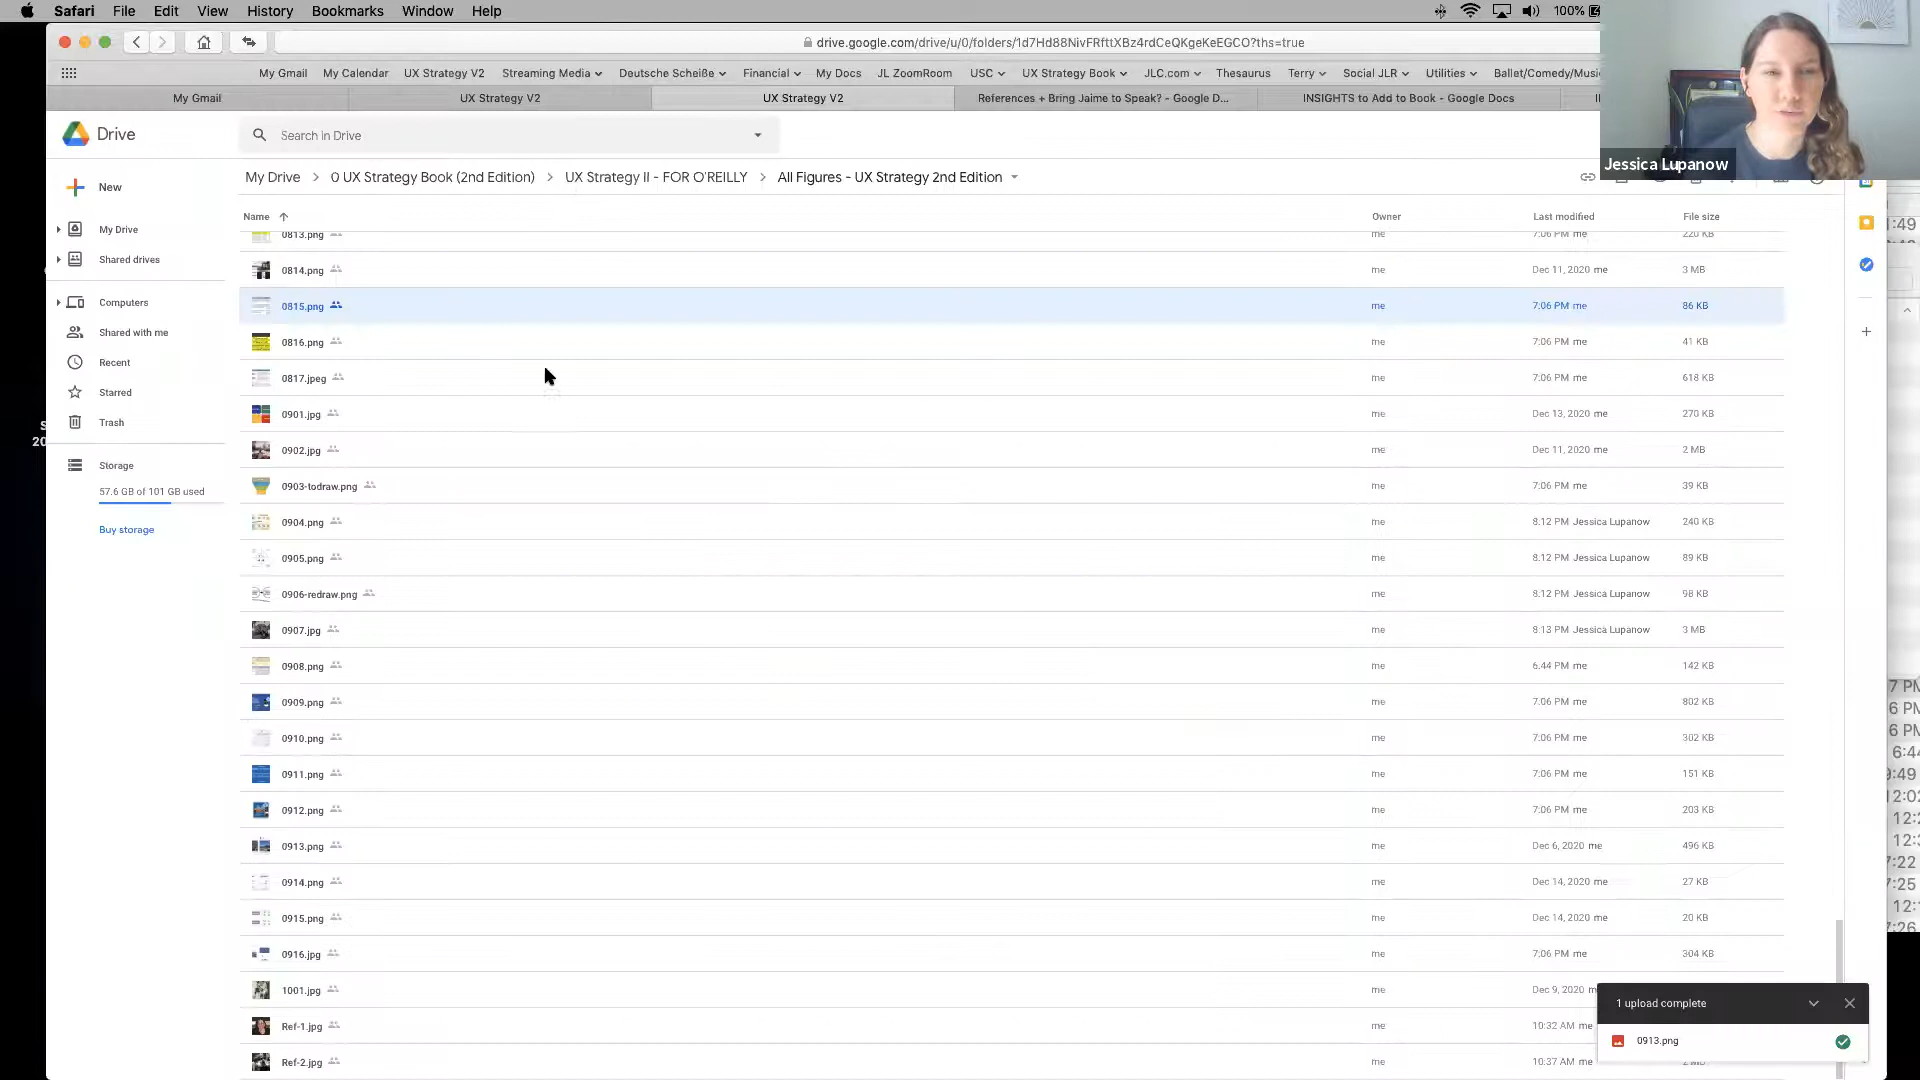 Safari File Edit View History Bookmarks Window Help 100%
drive.google.com/drive/u/0/folders/1d7Hd88NivFRfttXBz4rdCeQKgeKeEGCO?ths=true
My Gmail My Calendar UX Strategy V2 Streaming Media Deutsche Scheiße Financial My Docs JL ZoomRoom USC UX Strategy Book JLC.com Thesaurus Terry Social JLR Utilities Ballet/Comedy/Musi
My Gmail UX Strategy V2 UX Strategy V2 References + Bring Jaime to Speak? - Google D... INSIGHTS to Add to Book - Google Docs
Drive Search in Drive
Jessica Lupanow
My Drive > 0 UX Strategy Book (2nd Edition) > UX Strategy II - FOR O'REILLY > All Figures - UX Strategy 2nd Edition
New
My Drive
Shared drives
Computers
Shared with me
Recent
Starred
Trash
Storage
57.6 GB of 101 GB used
Buy storage
Name Owner Last modified File size
0813.png me 7:06 PM me 220 KB
0814.png me Dec 11, 2020 me 3 MB
0815.png me 7:06 PM me 86 KB
0816.png me 7:06 PM me 41 KB
0817.jpeg me 7:06 PM me 618 KB
0901.jpg me Dec 13, 2020 me 270 KB
0902.jpg me Dec 11, 2020 me 2 MB
0903-todraw.png me 7:06 PM me 39 KB
0904.png me 8:12 PM Jessica Lupanow 240 KB
0905.png me 8:12 PM Jessica Lupanow 89 KB
0906-redraw.png me 8:12 PM Jessica Lupanow 98 KB
0907.jpg me 8:13 PM Jessica Lupanow 3 MB
0908.png me 6:44 PM me 142 KB
0909.png me 7:06 PM me 802 KB
0910.png me 7:06 PM me 302 KB
0911.png me 7:06 PM me 151 KB
0912.png me 7:06 PM me 203 KB
0913.png me Dec 6, 2020 me 496 KB
0914.png me Dec 14, 2020 me 27 KB
0915.png me Dec 14, 2020 me 20 KB
0916.jpg me 7:06 PM me 304 KB
1001.jpg me Dec 9, 2020
Ref-1.jpg me 10:32 AM me
Ref-2.jpg me 10:37 AM me
1 upload complete
0913.png